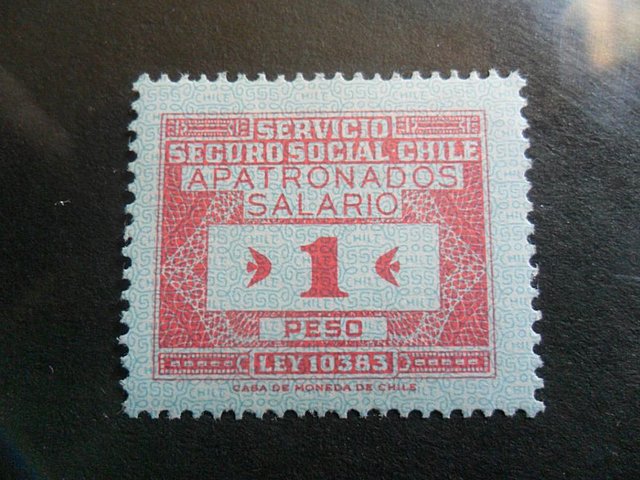 SERVICIO
SEGURO SOCIAL CHILE
APATRONADOS
SALARIO
1
PESO
LEY 10383
CASA DE MONEDA DE CHILE